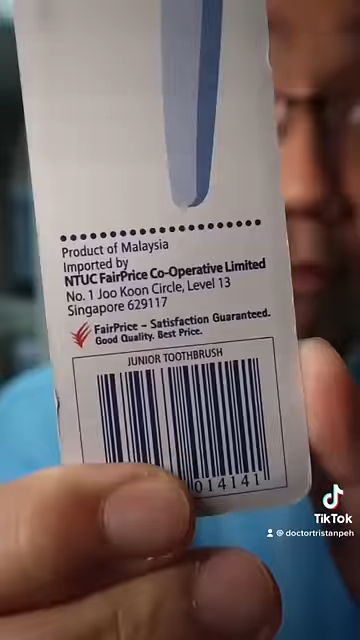 Product of Malaysia
Imported by
NTUC FairPrice Co-Operative Limited
No. 1 Joo Koon Circle, Level 13
Singapore 629117
FairPrice – Satisfaction Guaranteed.
Good Quality. Best Price.
JUNIOR TOOTHBRUSH
014141
TikTok
@ doctortristanpeh